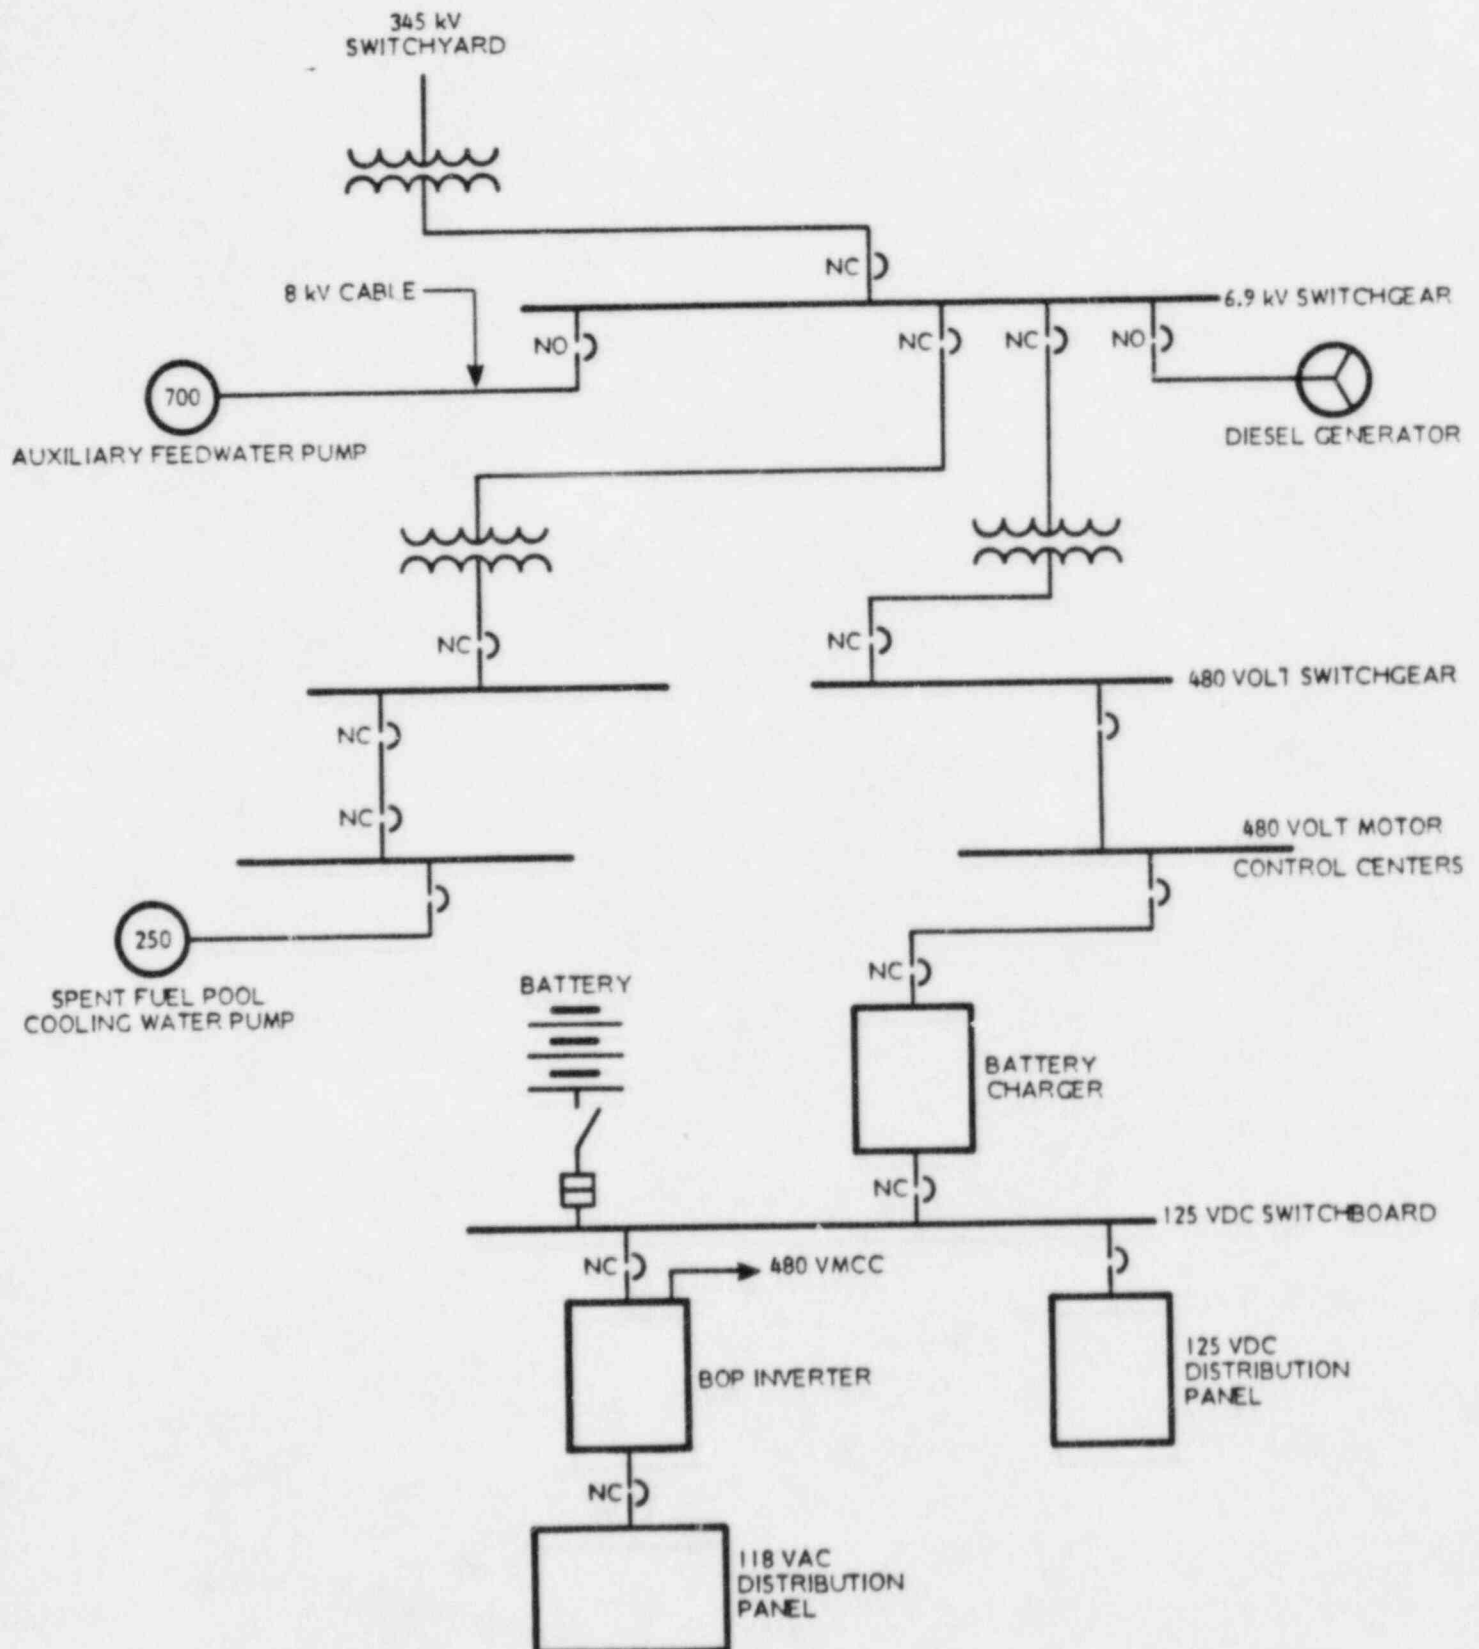 345 kV
SWITCHYARD
NC
8 kV CABLE
6.9 kV SWITCHGEAR
NO
NC
NC
NO
700
AUXILIARY FEEDWATER PUMP
DIESEL GENERATOR
NC
NC
480 VOLT SWITCHGEAR
NC
NC
480 VOLT MOTOR
CONTROL CENTERS
250
SPENT FUEL POOL
COOLING WATER PUMP
BATTERY
NC
BATTERY
CHARGER
NC
125 VDC SWITCHBOARD
NC
480 VMCC
BOP INVERTER
125 VDC
DISTRIBUTION
PANEL
NC
118 VAC
DISTRIBUTION
PANEL